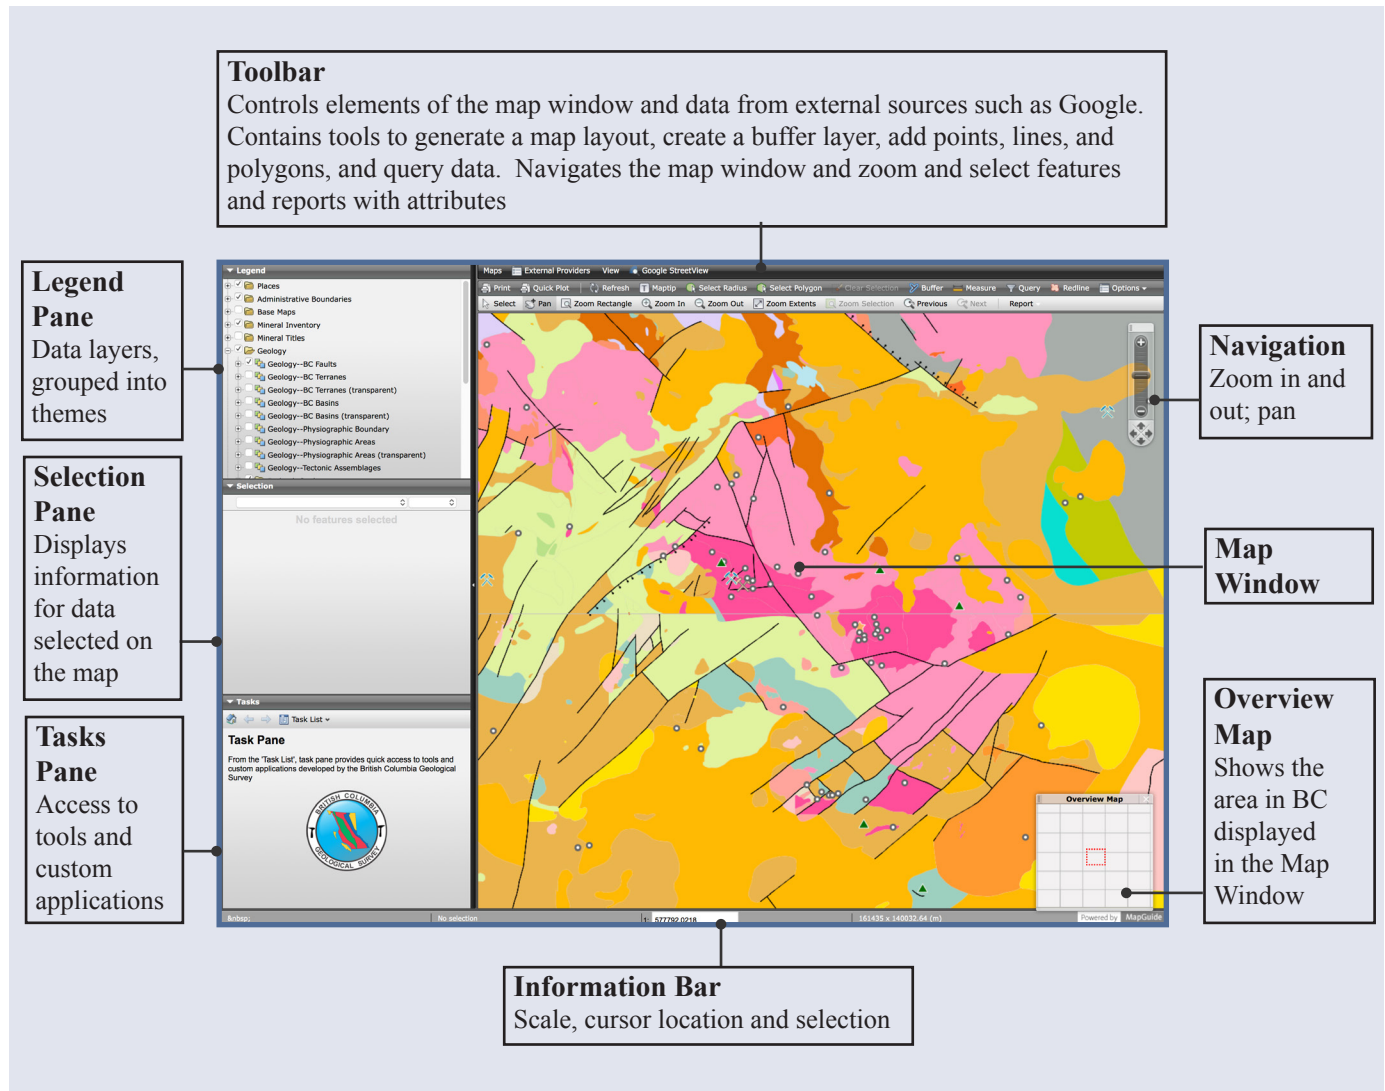 Toolbar
Controls elements of the map window and data from external sources such as Google.
Contains tools to generate a map layout, create a buffer layer, add points, lines, and
polygons, and query data.  Navigates the map window and zoom and select features
and reports with attributes
Legend
Pane
Data layers,
grouped into
themes
Selection
Pane
Displays
information
for data
selected on
the map
Tasks
Pane
Access to
tools and
custom
applications
Legend
Places
Administrative Boundaries
Base Maps
Mineral Inventory
Mineral Titles
Geology
Geology--BC Faults
Geology--BC Terranes
Geology--BC Terranes (transparent)
Geology--BC Basins
Geology--BC Basins (transparent)
Geology--Physiographic Boundary
Geology--Physiographic Areas
Geology--Physiographic Areas (transparent)
Geology--Tectonic Assemblages
Selection
No features selected
Tasks
Task List
Task Pane
From the 'Task List', task pane provides quick access to tools and
custom applications developed by the British Columbia Geological
Survey
BRITISH COLUMBIA
GEOLOGICAL SURVEY
Maps External Providers View Google StreetView
Print Quick Plot Refresh Maptip Select Radius Select Polygon Clear Selection Buffer Measure Query Redline Options
Select Pan Zoom Rectangle Zoom In Zoom Out Zoom Extents Zoom Selection Previous Next Report
Overview Map
&nbsp; No selection 1: 577792.0218 161435 x 140032.64 (m) Powered by MapGuide
Navigation
Zoom in and
out; pan
Map
Window
Overview
Map
Shows the
area in BC
displayed
in the Map
Window
Information Bar
Scale, cursor location and selection